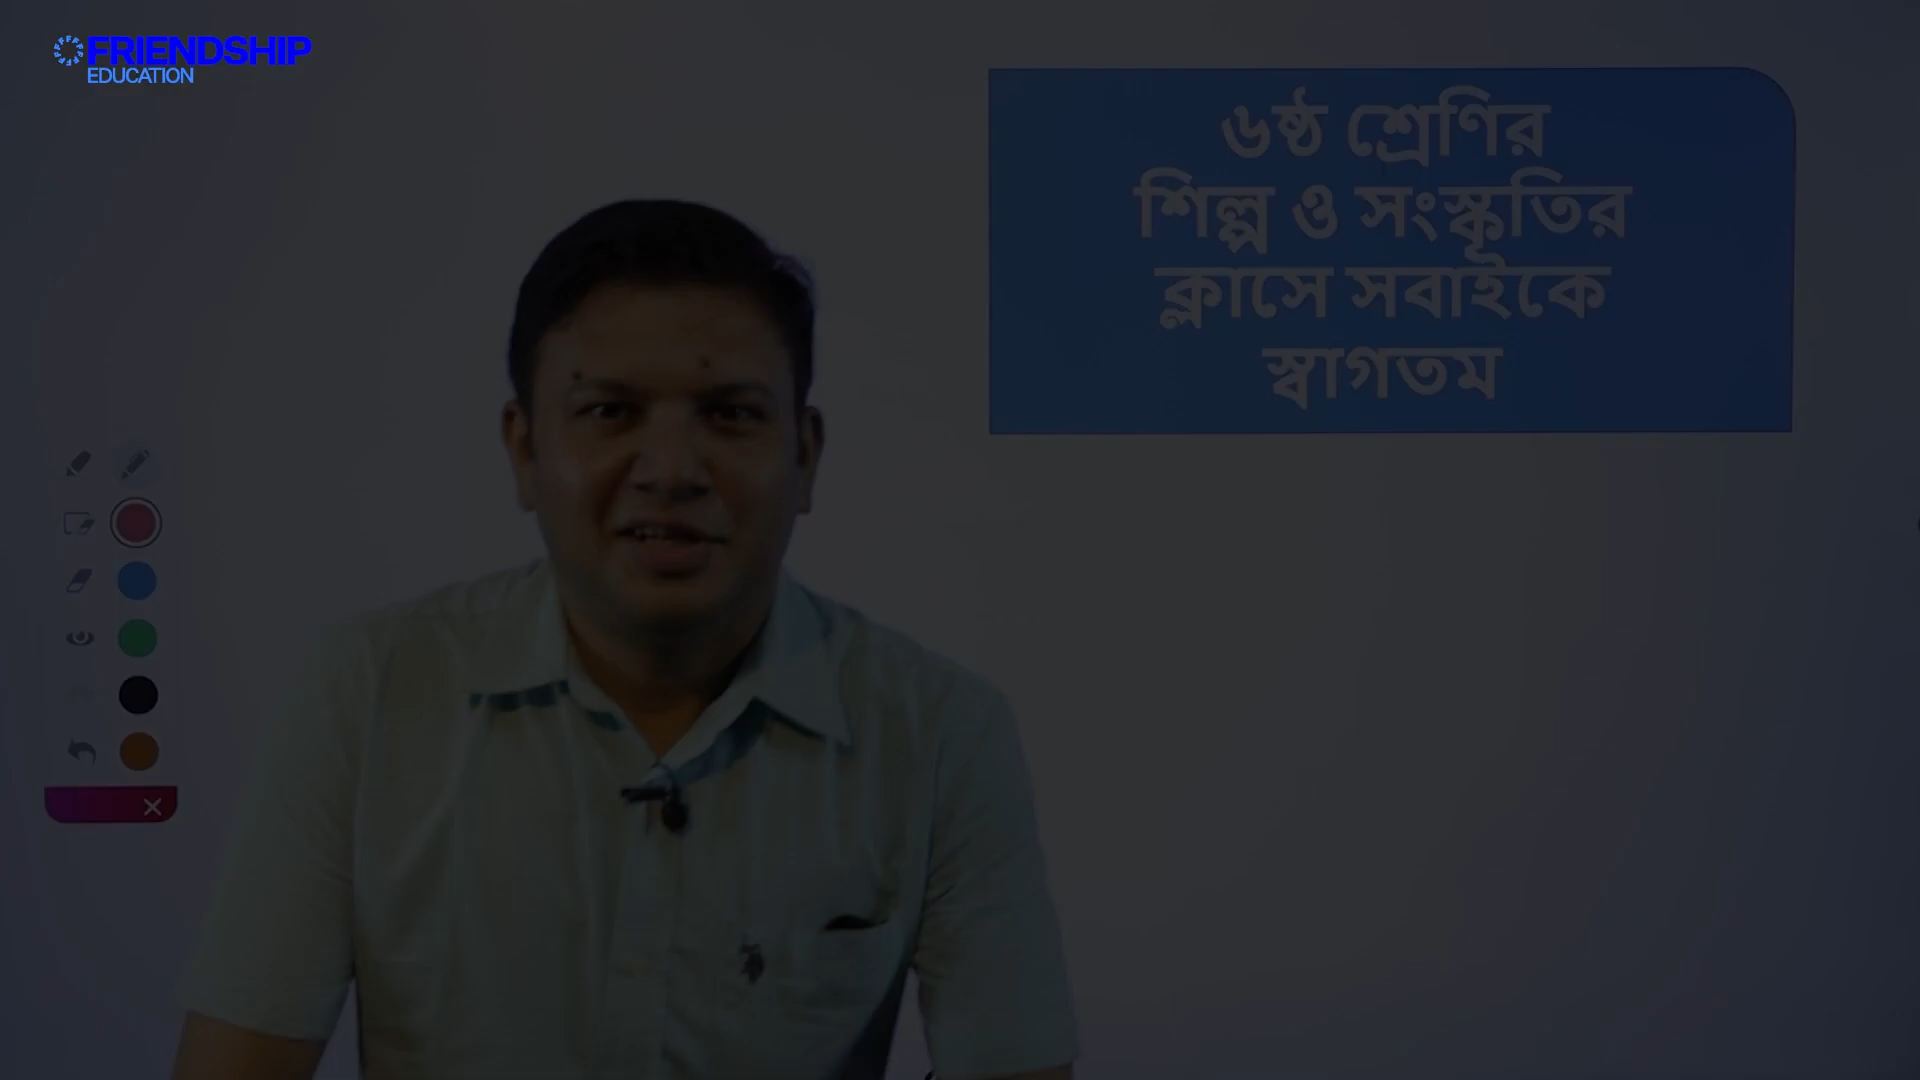 FRIENDSHIP
EDUCATION
৬ষ্ঠ শ্রেণির
শিল্প ও সংস্কৃতির
ক্লাসে সবাইকে
স্বাগতম